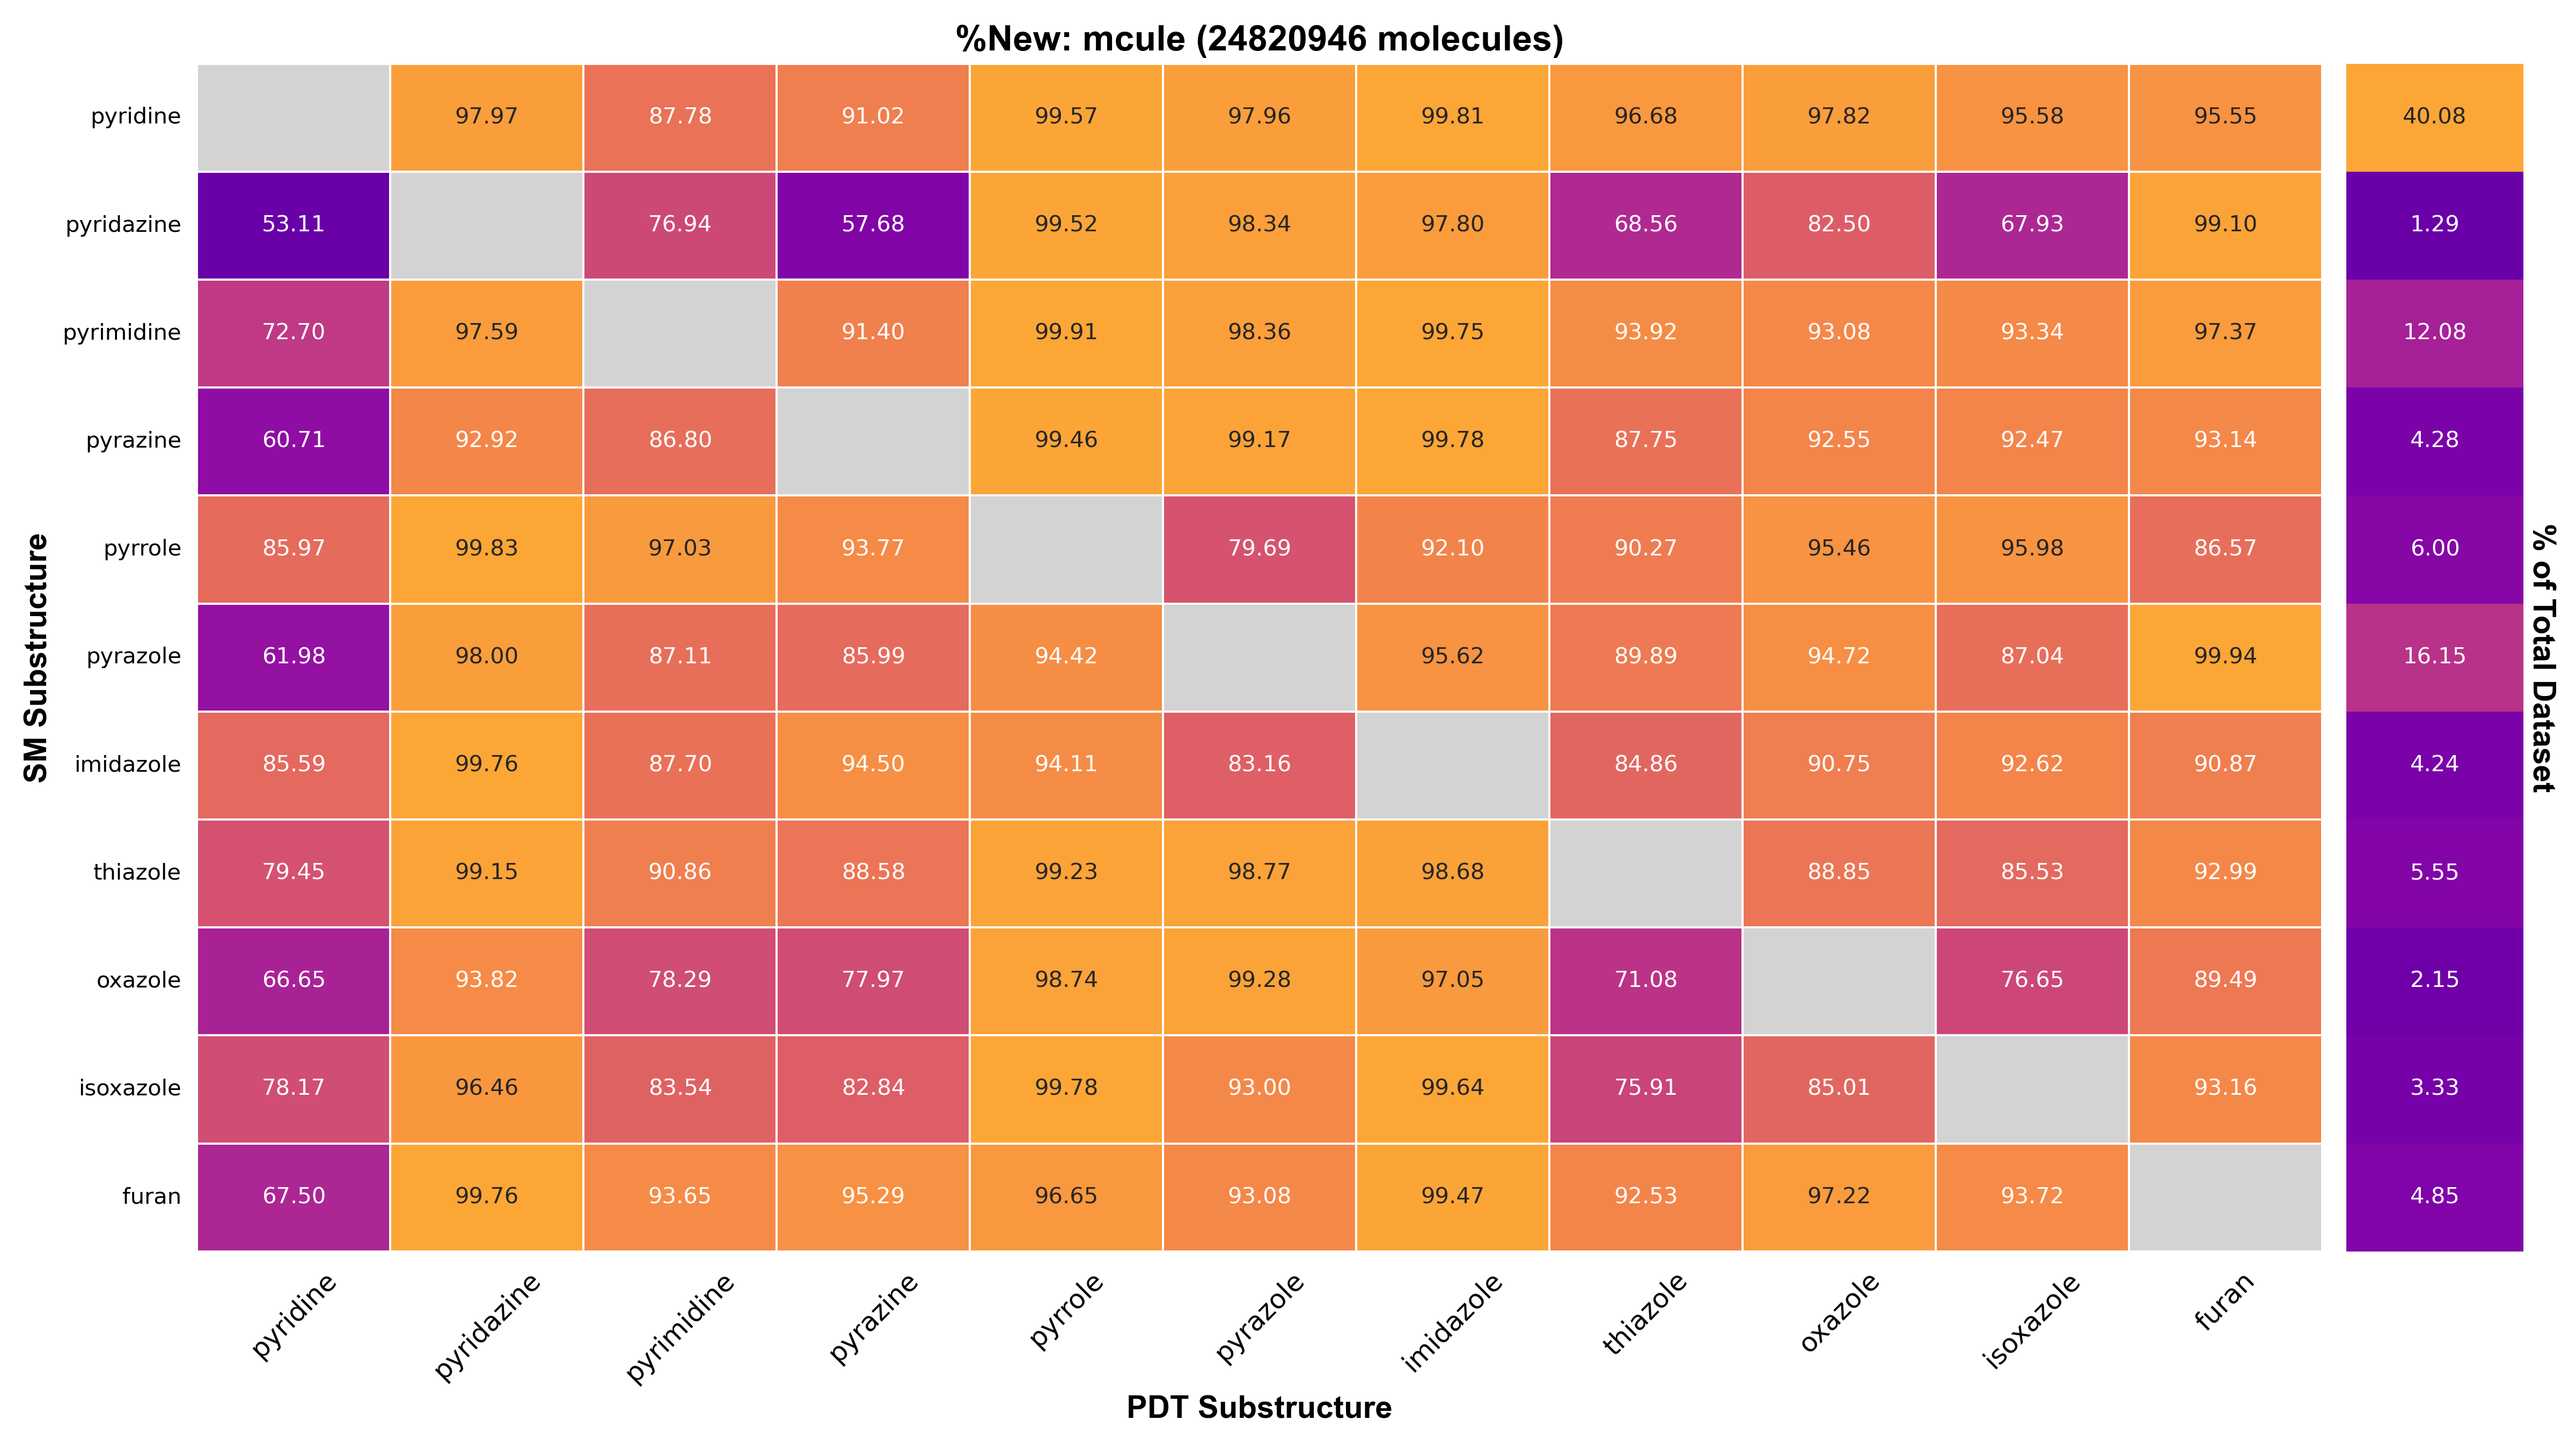 %New: mcule (24820946 molecules)
pyridine 97.97 87.78 91.02 99.57 97.96 99.81 96.68 97.82 95.58 95.55 40.08
pyridazine 53.11 76.94 57.68 99.52 98.34 97.80 68.56 82.50 67.93 99.10 1.29
pyrimidine 72.70 97.59 91.40 99.91 98.36 99.75 93.92 93.08 93.34 97.37 12.08
pyrazine 60.71 92.92 86.80 99.46 99.17 99.78 87.75 92.55 92.47 93.14 4.28
pyrrole 85.97 99.83 97.03 93.77 79.69 92.10 90.27 95.46 95.98 86.57 6.00
pyrazole 61.98 98.00 87.11 85.99 94.42 95.62 89.89 94.72 87.04 99.94 16.15
imidazole 85.59 99.76 87.70 94.50 94.11 83.16 84.86 90.75 92.62 90.87 4.24
thiazole 79.45 99.15 90.86 88.58 99.23 98.77 98.68 88.85 85.53 92.99 5.55
oxazole 66.65 93.82 78.29 77.97 98.74 99.28 97.05 71.08 76.65 89.49 2.15
isoxazole 78.17 96.46 83.54 82.84 99.78 93.00 99.64 75.91 85.01 93.16 3.33
furan 67.50 99.76 93.65 95.29 96.65 93.08 99.47 92.53 97.22 93.72 4.85
pyridine pyridazine pyrimidine pyrazine pyrrole pyrazole imidazole thiazole oxazole isoxazole furan
PDT Substructure
SM Substructure
% of Total Dataset